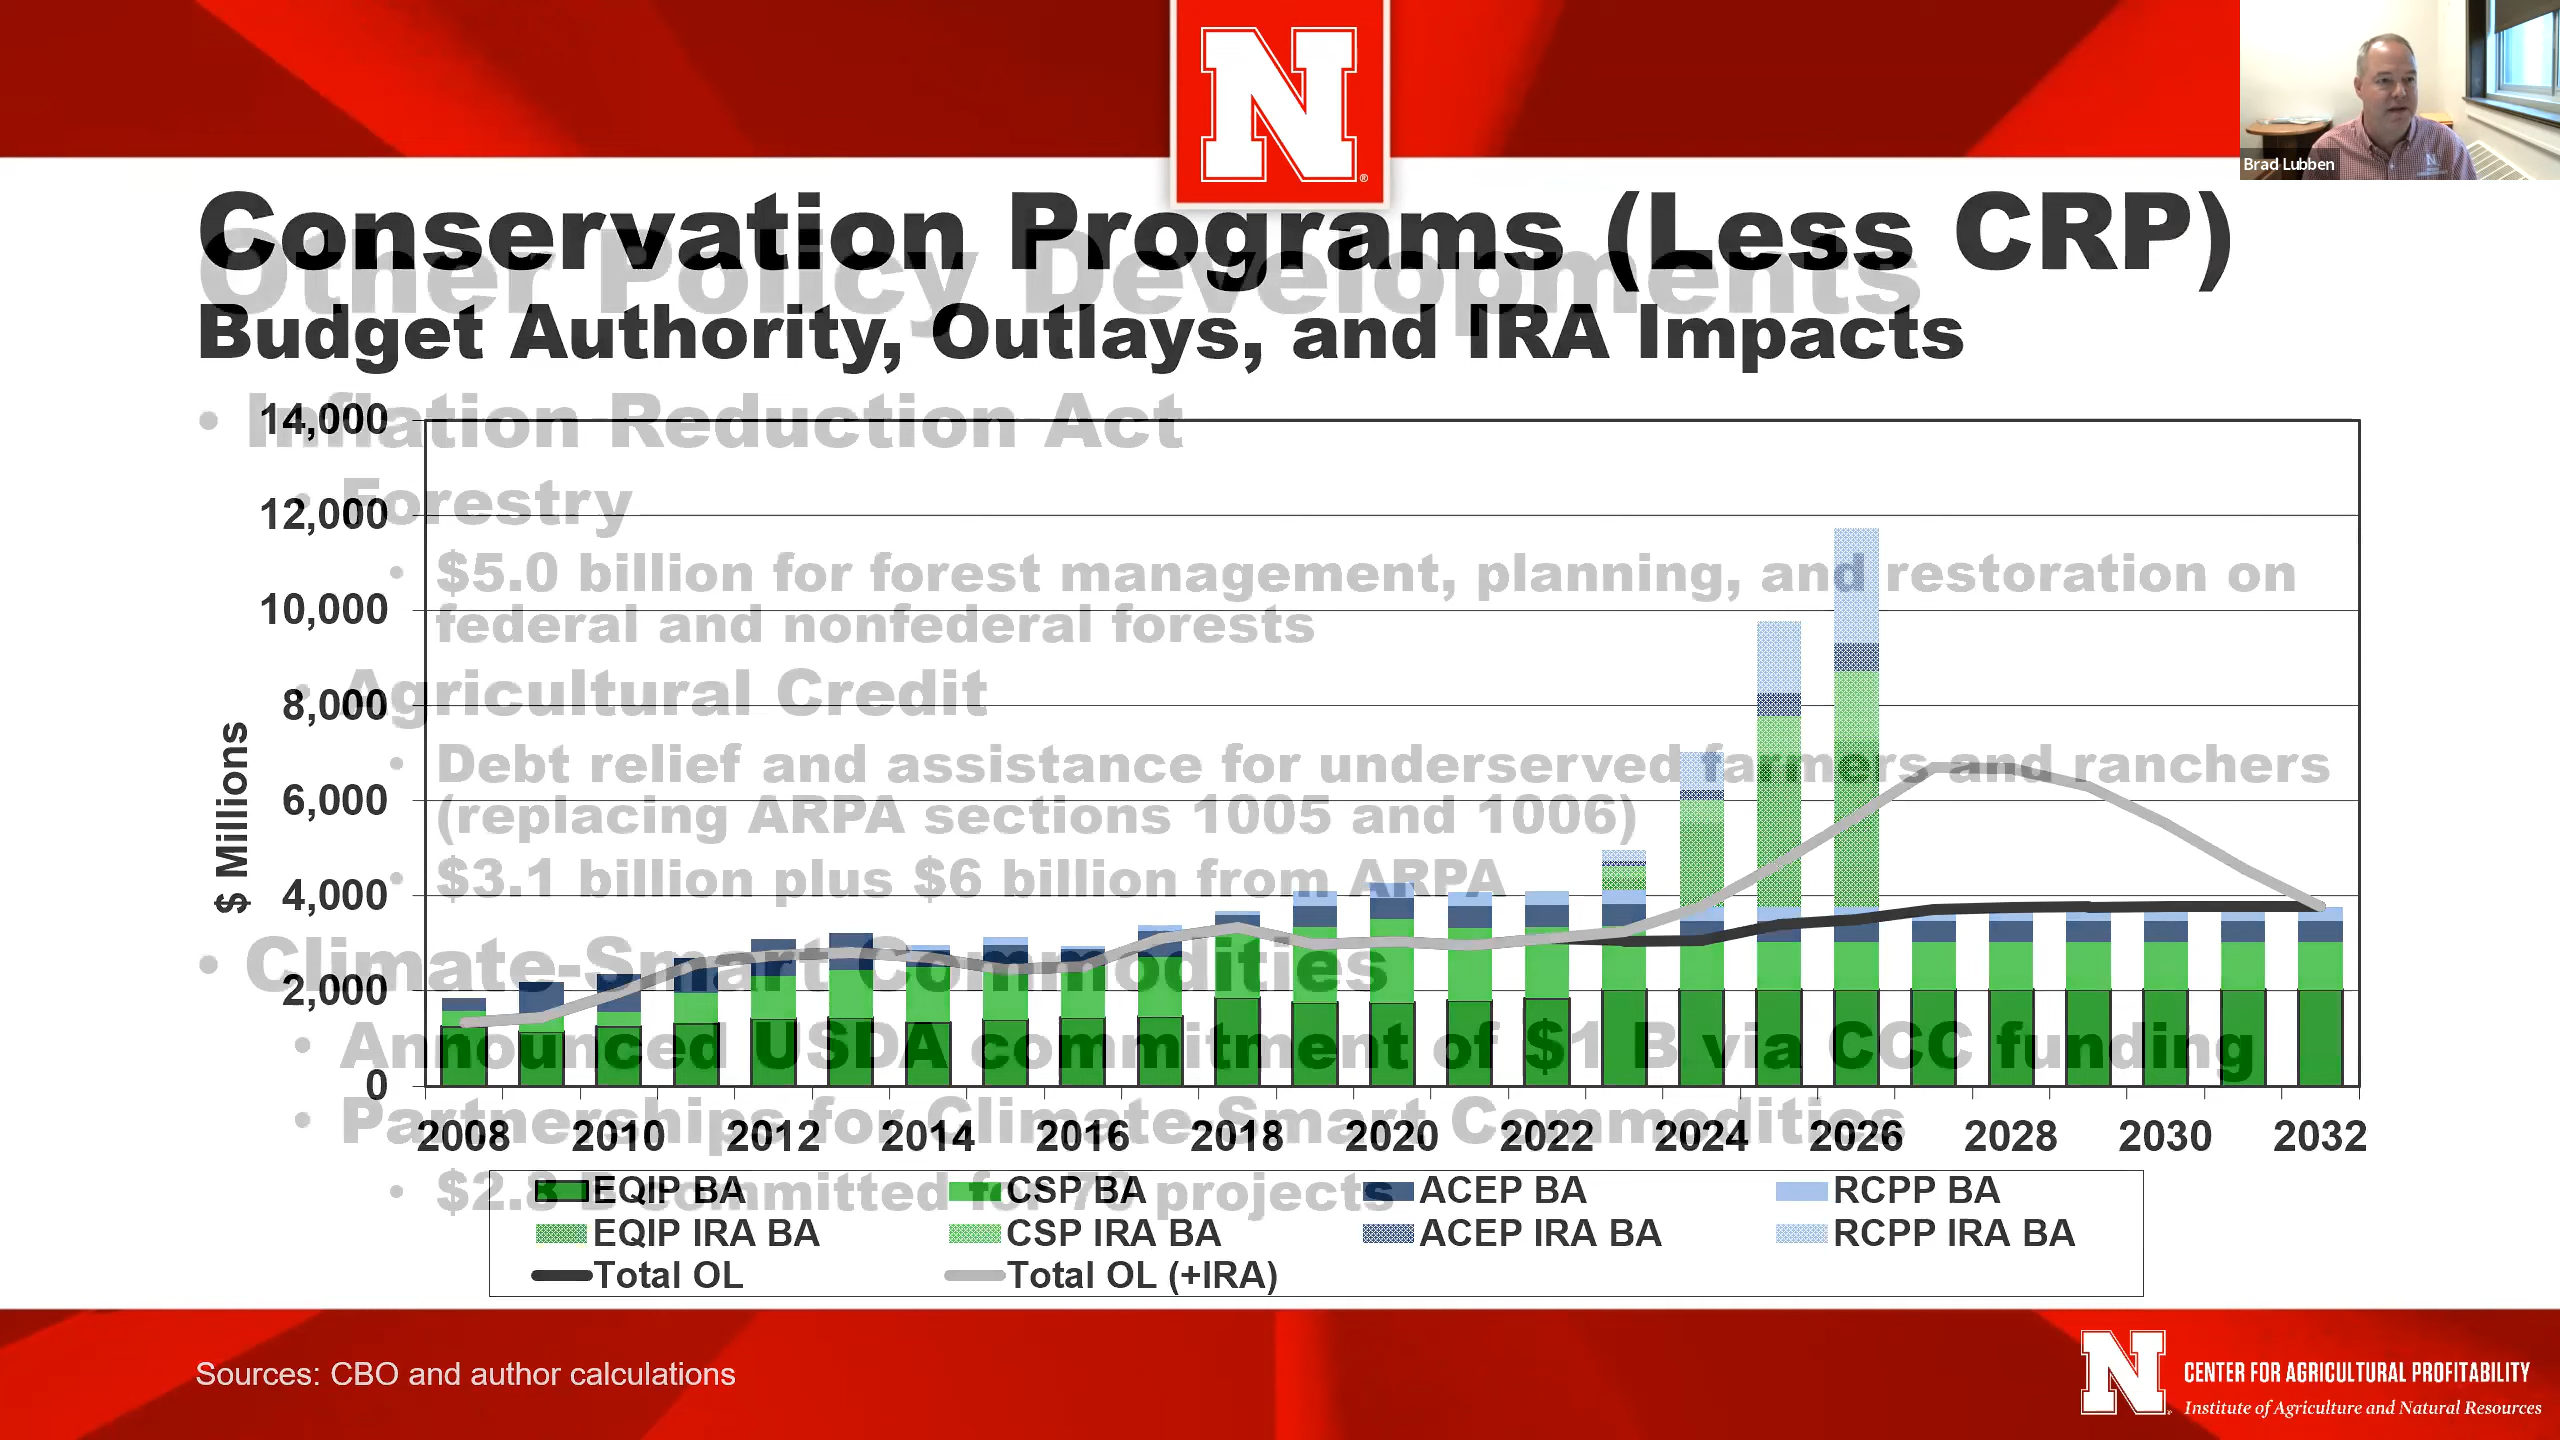 N
Brad Lubben
N
Conservation Programs (Less CRP)
Budget Authority, Outlays, and IRA Impacts
Other Policy Developments
• Inflation Reduction Act
• Forestry
• $5.0 billion for forest management, planning, and restoration on
federal and nonfederal forests
• Agricultural Credit
• Debt relief and assistance for underserved farmers and ranchers
(replacing ARPA sections 1005 and 1006)
• $3.1 billion plus $6 billion from ARPA
• Climate-Smart Commodities
• Announced USDA commitment of $1 B via CCC funding
• Partnerships for Climate-Smart Commodities
• $2.8 B committed for 70 projects
$ Millions
14,000
12,000
10,000
8,000
6,000
4,000
2,000
0
2008 2010 2012 2014 2016 2018 2020 2022 2024 2026 2028 2030 2032
EQIP BA CSP BA ACEP BA RCPP BA
EQIP IRA BA CSP IRA BA ACEP IRA BA RCPP IRA BA
Total OL Total OL (+IRA)
Sources: CBO and author calculations
N
CENTER FOR AGRICULTURAL PROFITABILITY
Institute of Agriculture and Natural Resources